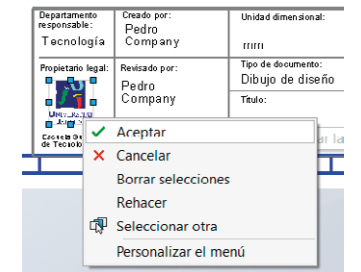 Departamento responsable:
Tecnología
Creado por:
Pedro Company
Unidad dimensional:
Propietario legal:
Revisado por:
Pedro Company
Tipo de documento:
Dibujo de diseño
Título:
Aceptar
Cancelar
Borrar selecciones
Rehacer
Seleccionar otra
Personalizar el menú